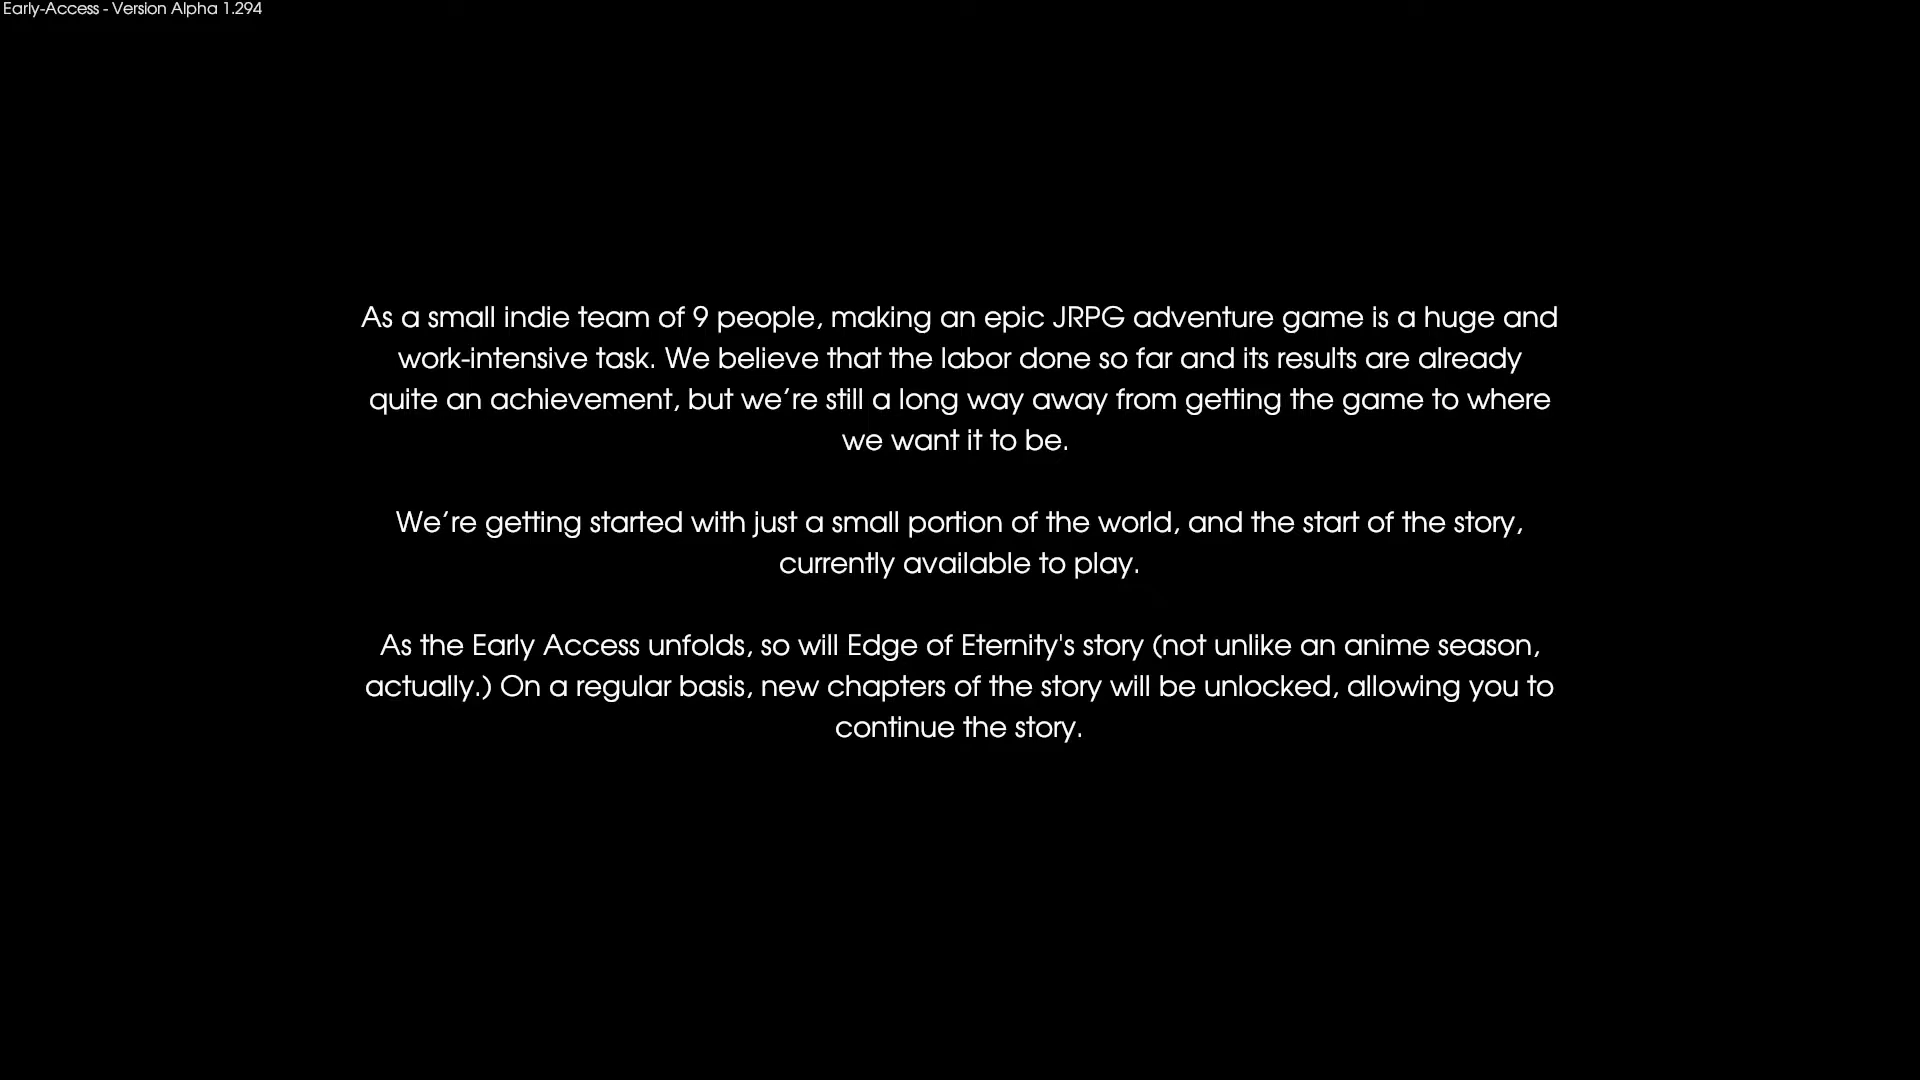 Early-Access - Version Alpha 1.294
As a small indie team of 9 people, making an epic JRPG adventure game is a huge and
work-intensive task. We believe that the labor done so far and its results are already
quite an achievement, but we’re still a long way away from getting the game to where
we want it to be.
We’re getting started with just a small portion of the world, and the start of the story,
currently available to play.
As the Early Access unfolds, so will Edge of Eternity's story (not unlike an anime season,
actually.) On a regular basis, new chapters of the story will be unlocked, allowing you to
continue the story.